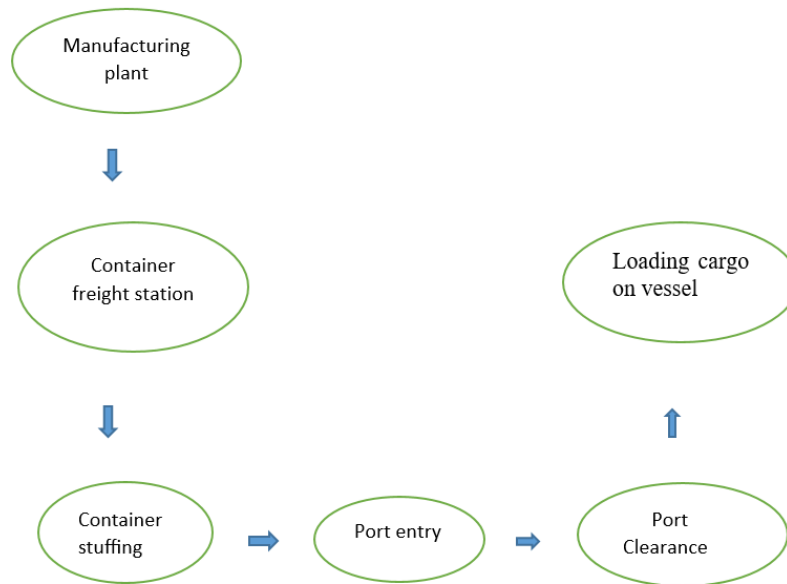 Manufacturing
plant
Container
freight station
Container
stuffing
Port entry
Port
Clearance
Loading cargo
on vessel